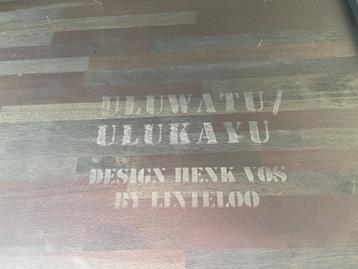 ULUWATU/
ULUKAYU
DESIGN HENK VOS
BY LINTELOO